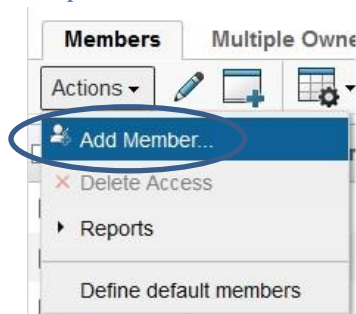 Members Multiple Owne
Actions
Add Member...
Delete Access
Reports
Define default members